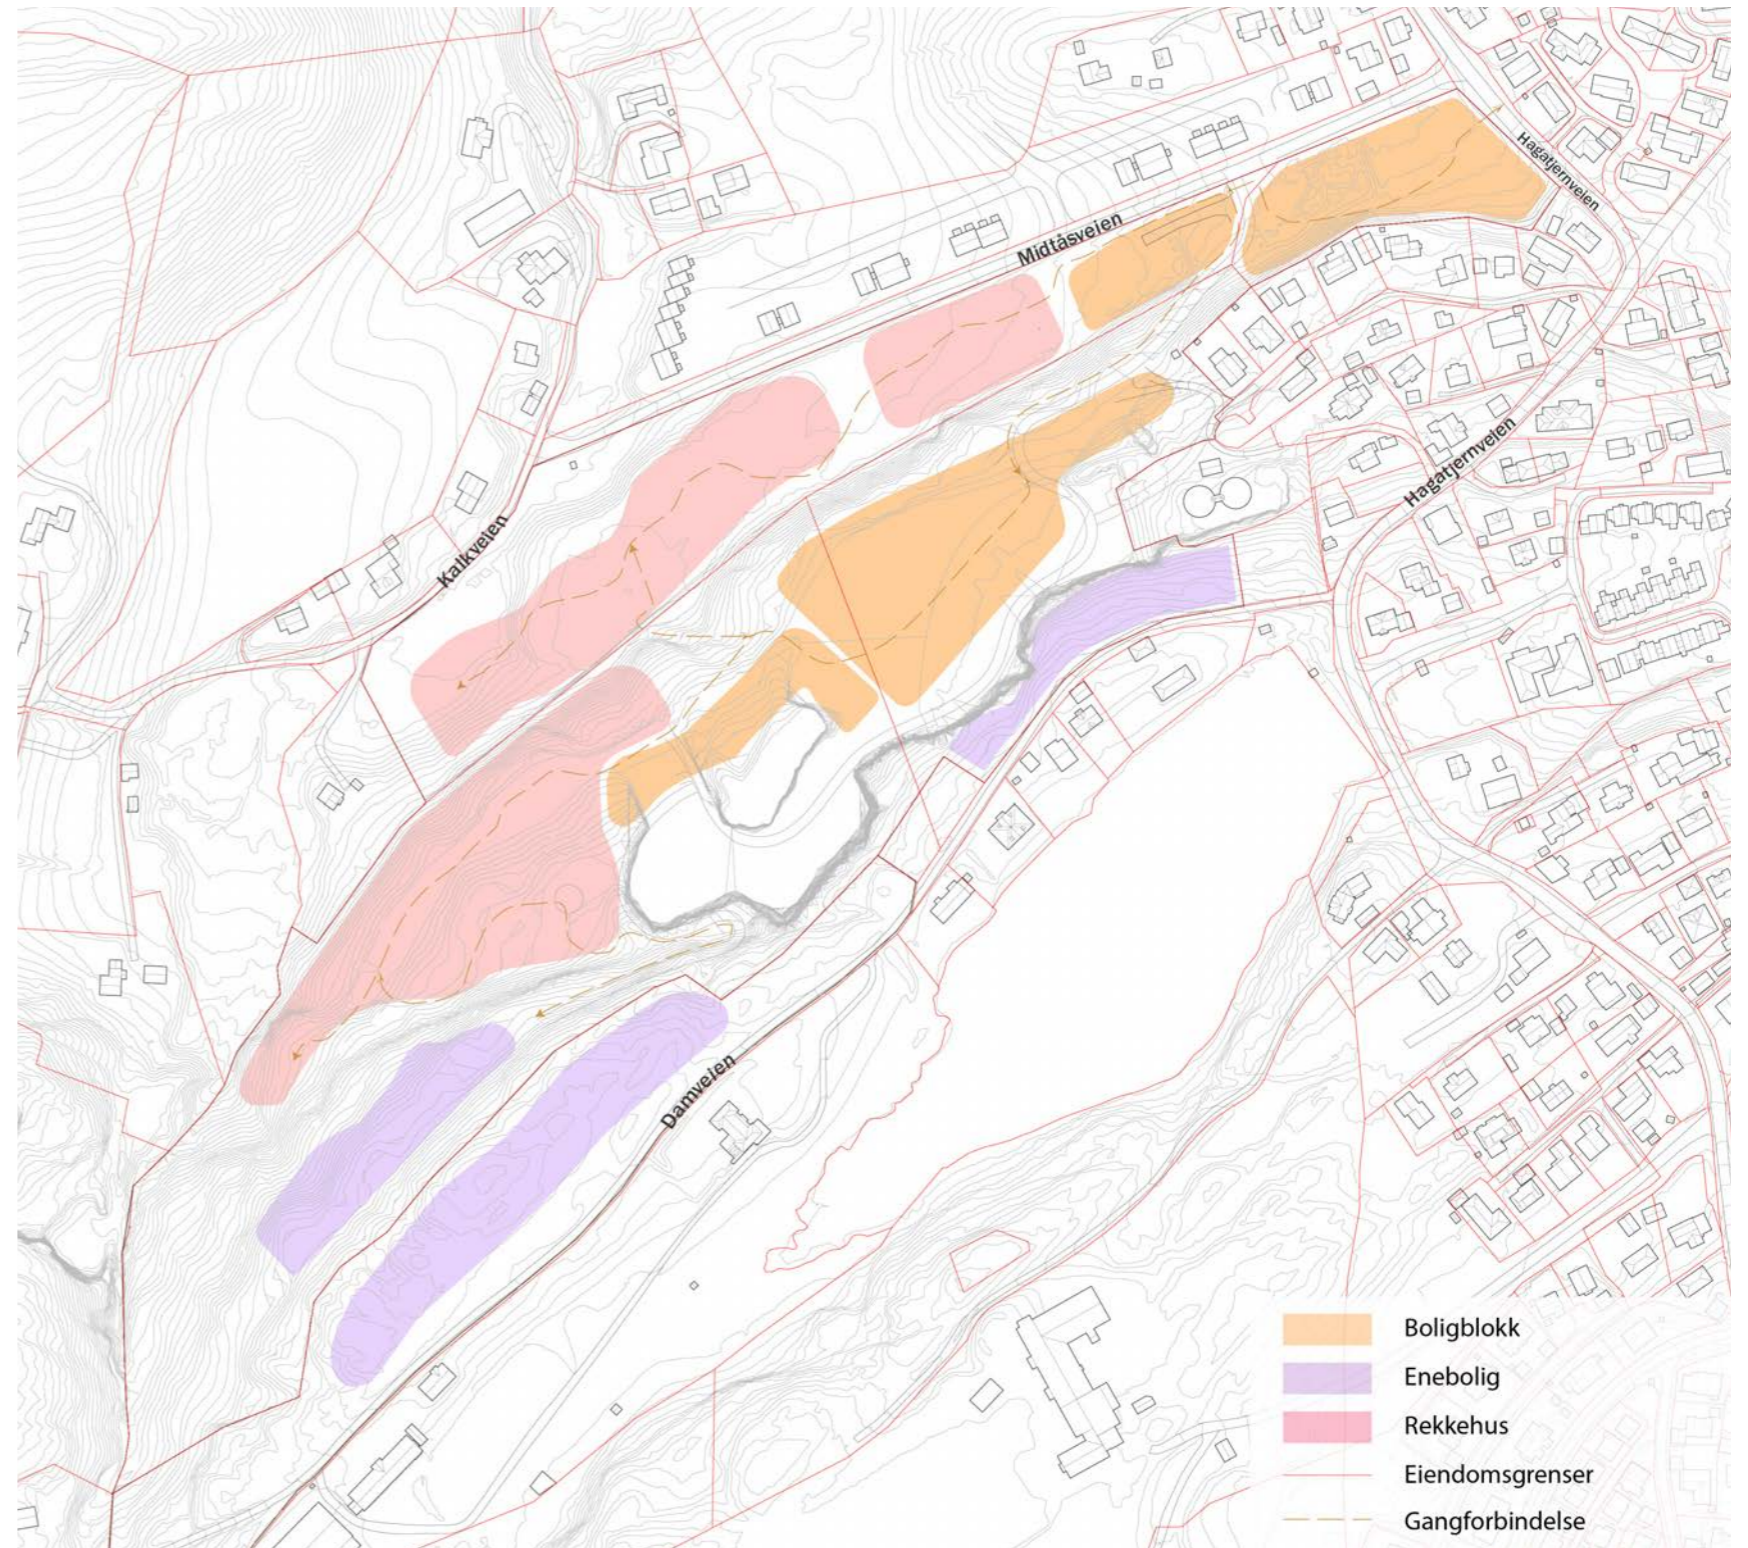 Hagatjernveien
Midtåsveien
Hagatjernveien
Kalkveien
Damveien
Boligblokk
Enebolig
Rekkehus
Eiendomsgrenser
Gangforbindelse